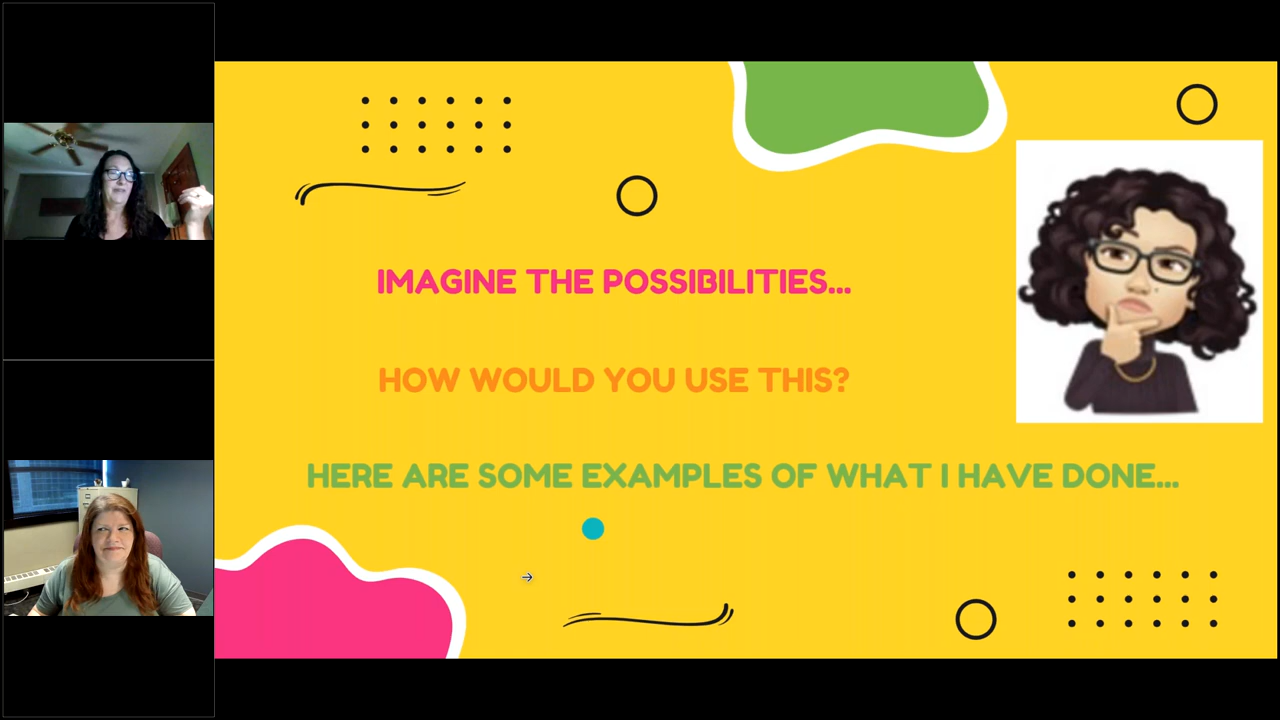 IMAGINE THE POSSIBILITIES...
HOW WOULD YOU USE THIS?
HERE ARE SOME EXAMPLES OF WHAT I HAVE DONE...